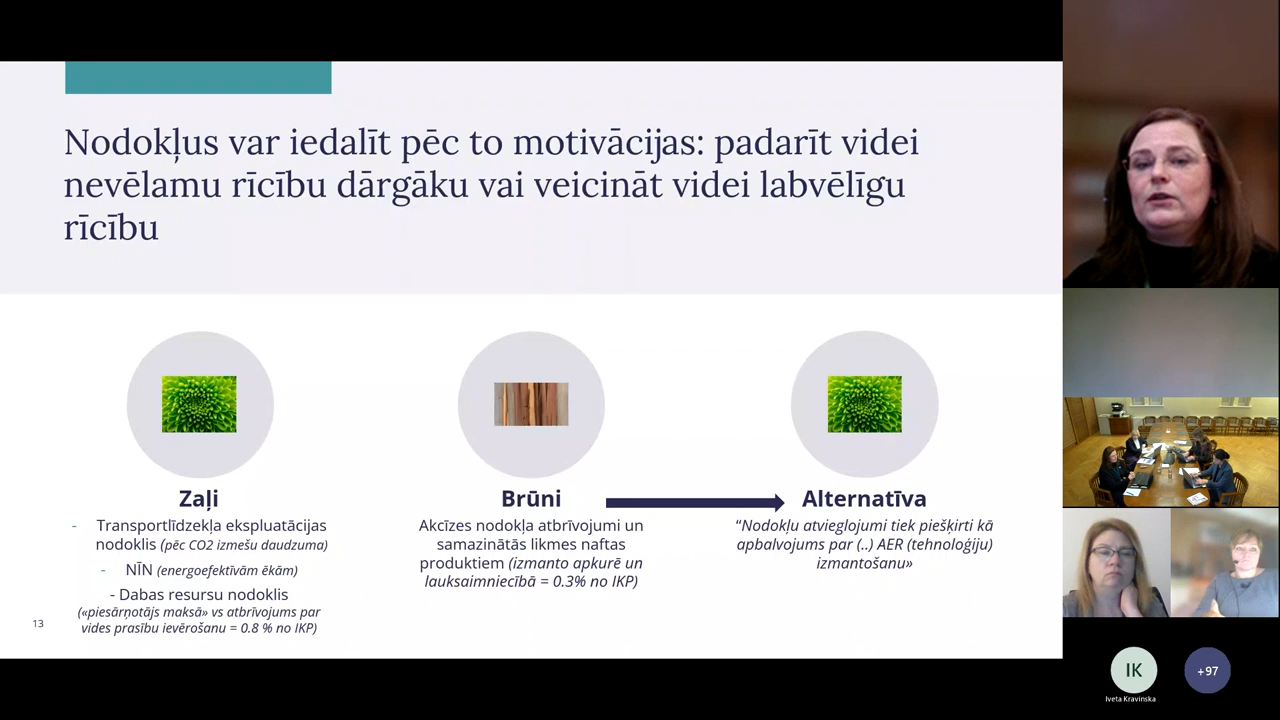 Nodokļus var iedalīt pēc to motivācijas: padarīt videi
nevēlamu rīcību dārgāku vai veicināt videi labvēlīgu
rīcību
Zaļi
- Transportlīdzekļa ekspluatācijas
nodoklis (pēc CO2 izmešu daudzuma)
- NĪN (energoefektīvām ēkām)
- Dabas resursu nodoklis
(«piesārņotājs maksā» vs atbrīvojums par
vides prasību ievērošanu = 0.8 % no IKP)
Brūni
Akcīzes nodokļa atbrīvojumi un
samazinātās likmes naftas
produktiem (izmanto apkurē un
lauksaimniecībā = 0.3% no IKP)
Alternatīva
“Nodokļu atvieglojumi tiek piešķirti kā
apbalvojums par (..) AER (tehnoloģiju)
izmantošanu»
13
IK
Iveta Kravinska
+97